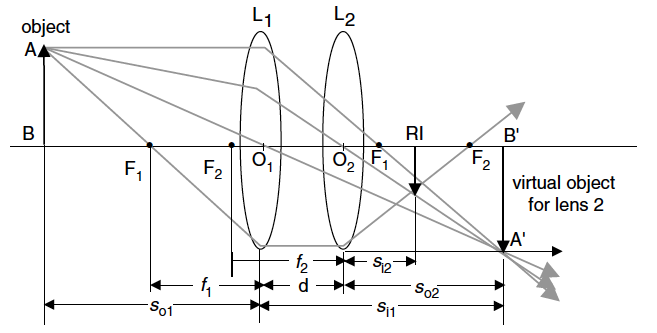 object
L1
L2
A
B
F1
F2
O1
O2
F1
RI
F2
B'
virtual object
for lens 2
A'
f2
si2
f1
d
so2
so1
si1